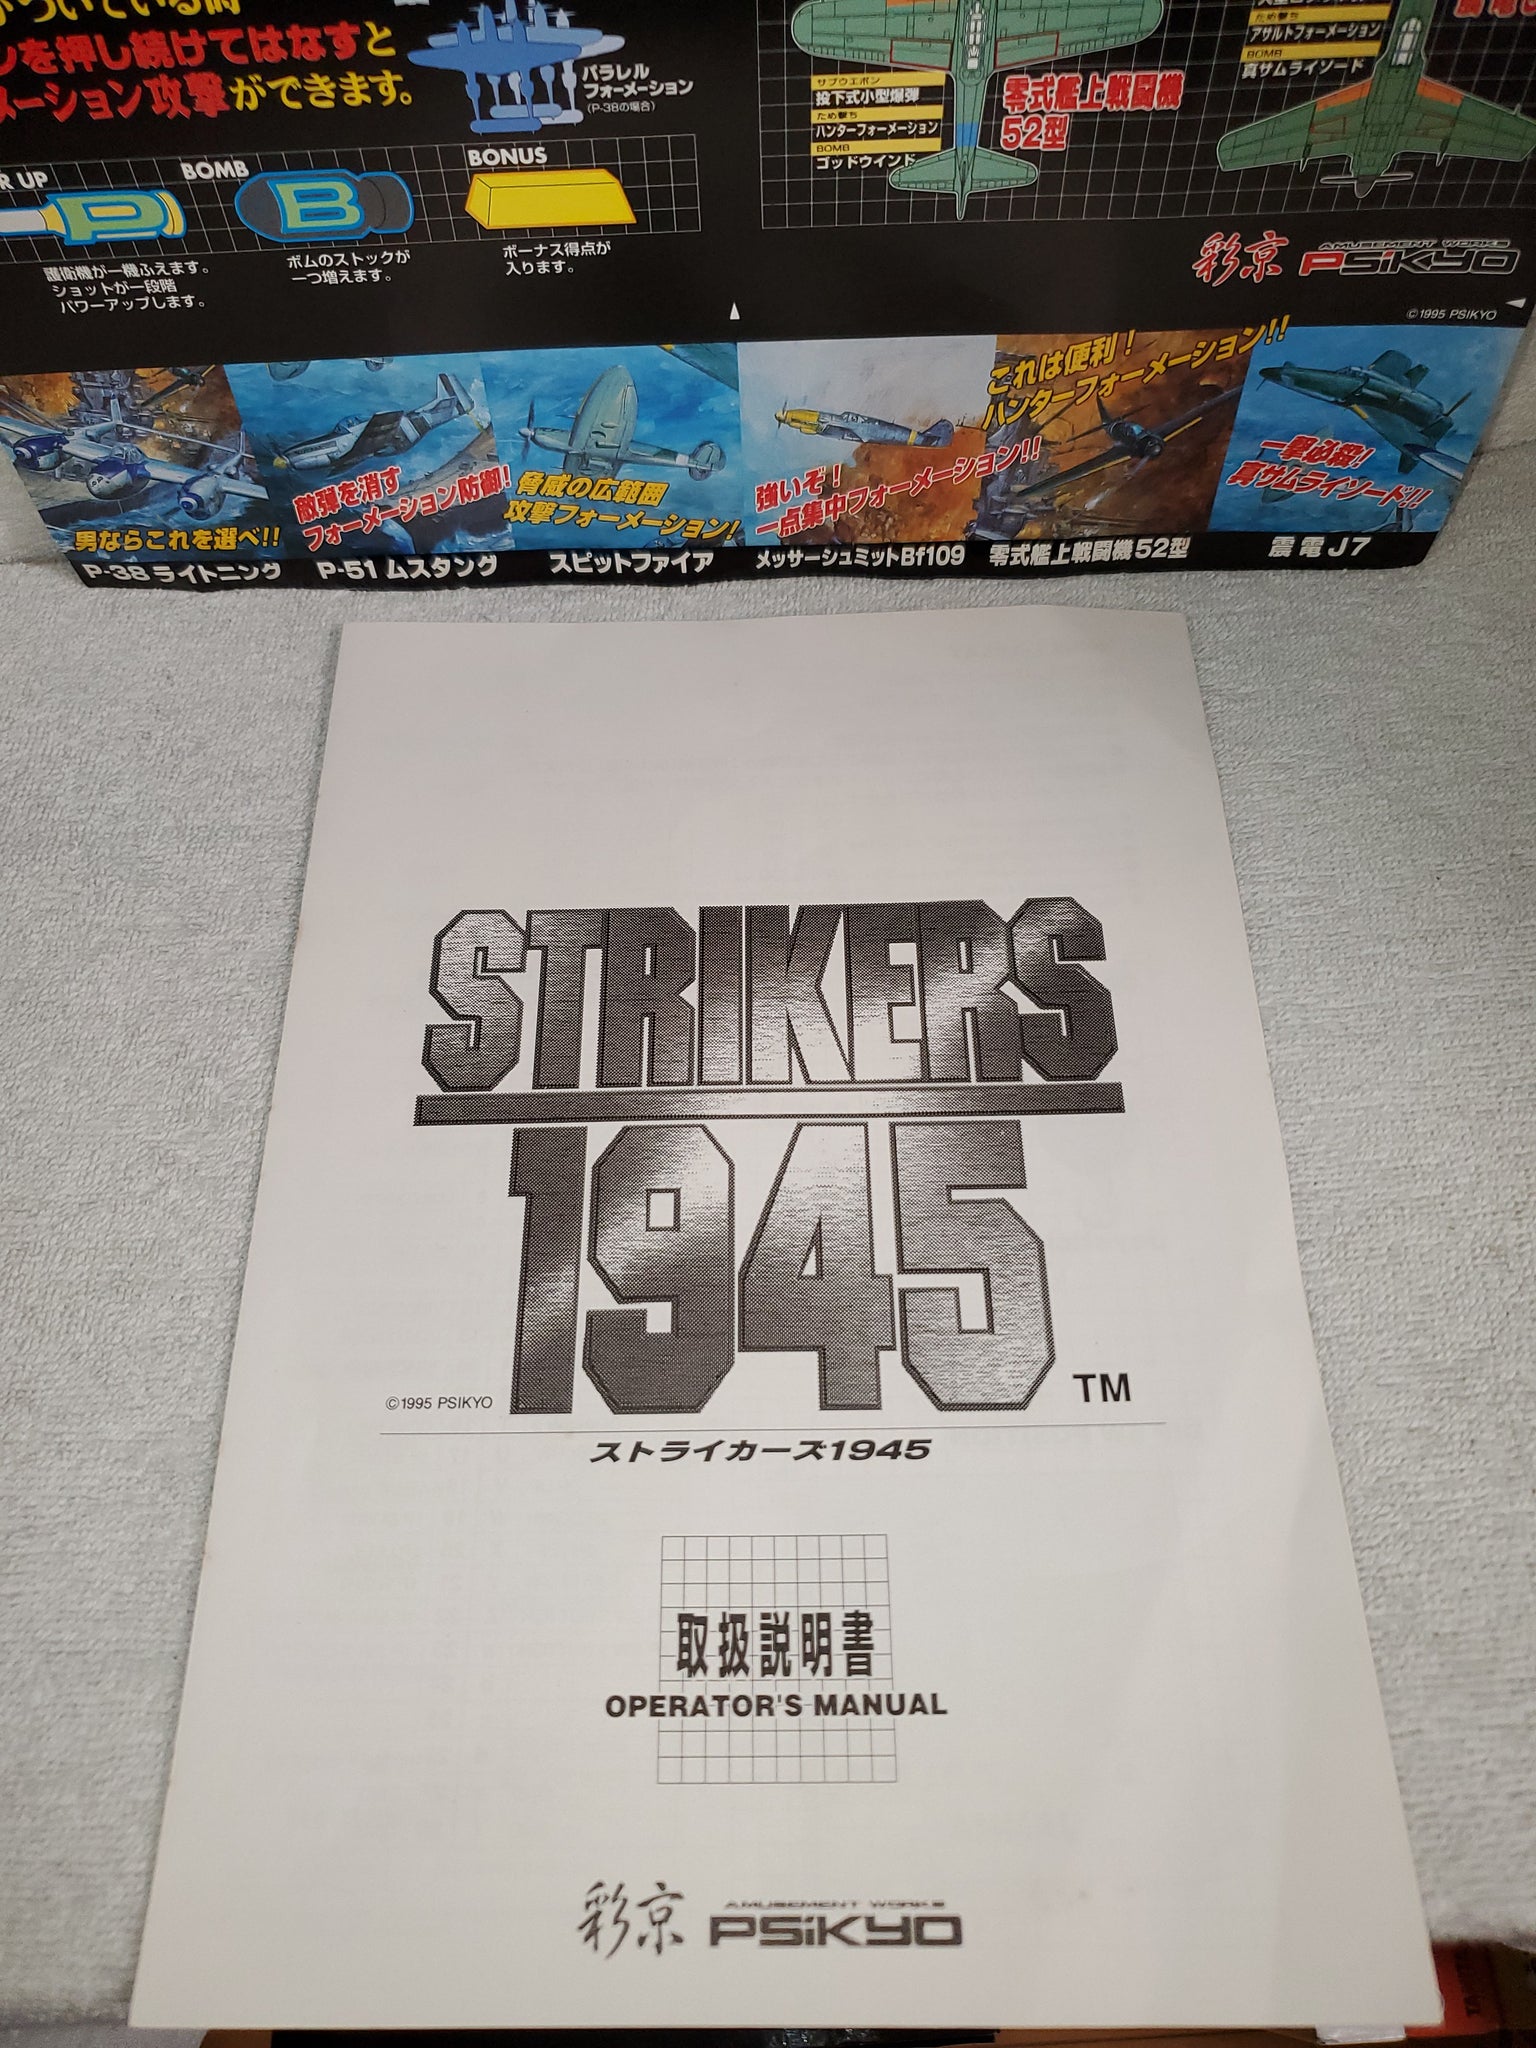 ついている時
ンを押し続けてはなすと
メーション攻撃ができます。
パラレル
フォーメーション
(P-38の場合)
R UP
P
護衛機が一機ふえます。
ショットが一段階
パワーアップします。
BOMB
B
ボムのストックが
一つ増えます。
BONUS
ボーナス得点が
入ります。
サブウエポン
投下式小型爆弾
ため撃ち
ハンターフォーメーション
BOMB
ゴッドウインド
零式艦上戦闘機
52型
ため撃ち
アサルトフォーメーション
BOMB
真サムライソード
彩京
AMUSEMENT WORKS
PSiKYO
©1995 PSIKYO
男ならこれを選べ!!
P-38 ライトニング
敵弾を消す
フォーメーション防御!
P-51 ムスタング
脅威の広範囲
攻撃フォーメーション!
スピットファイア
強いぞ!
一点集中フォーメーション!!
メッサーシュミットBf109
これは便利!
ハンターフォーメーション!!
零式艦上戦闘機52型
一撃必殺!
真サムライソード!!
震電J7
STRIKERS
1945
TM
©1995 PSIKYO
ストライカーズ1945
取扱説明書
OPERATOR'S MANUAL
彩京
AMUSEMENT WORKS
PSiKYO